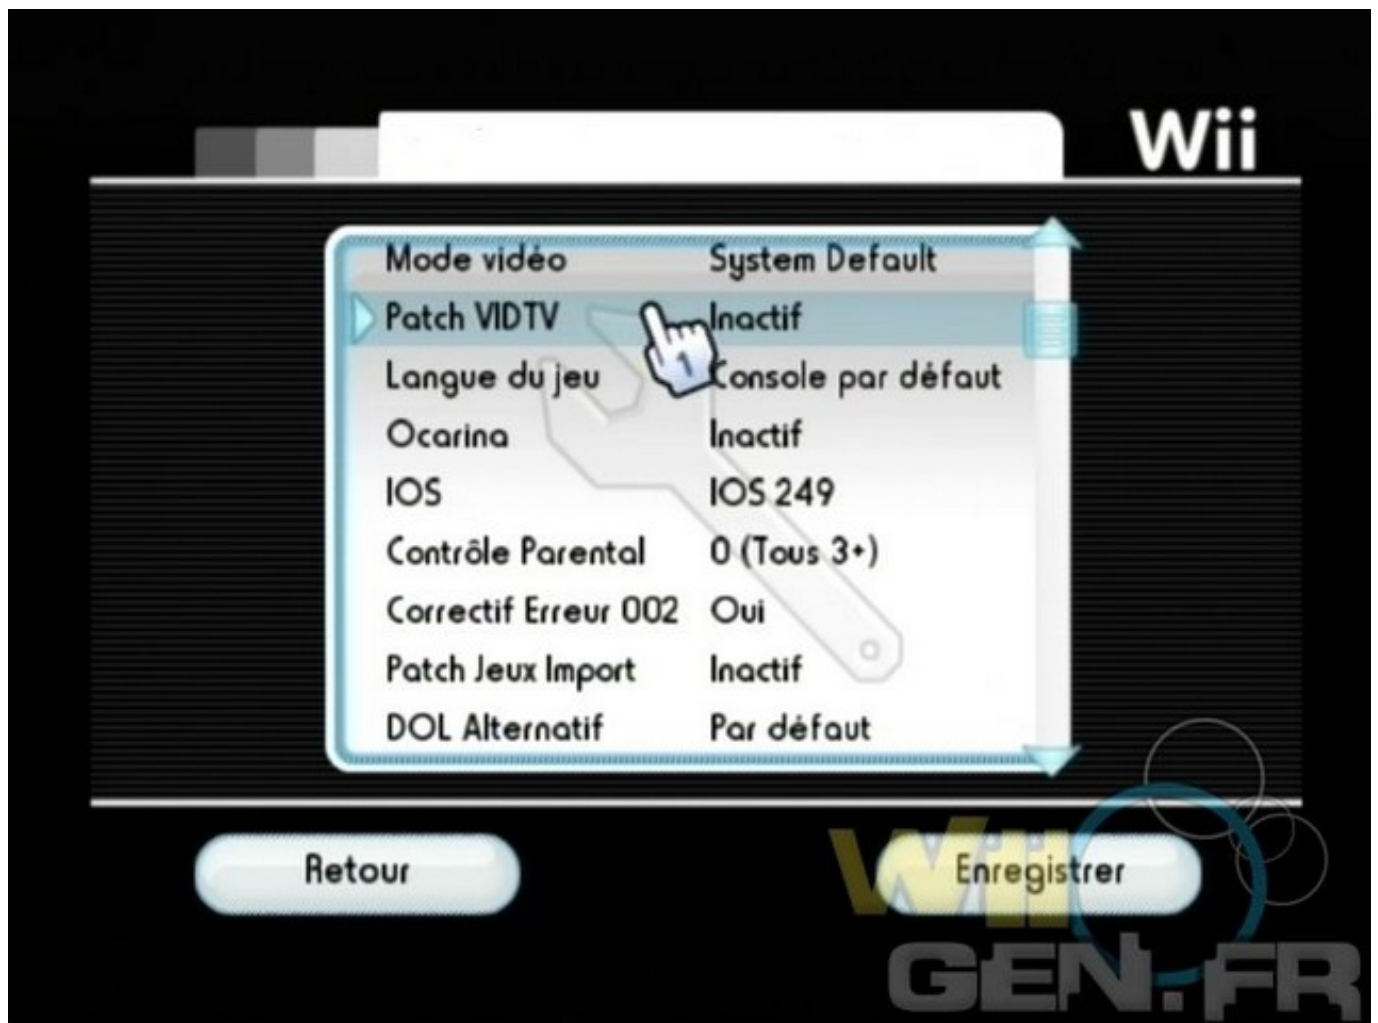 Wii
Mode vidéo System Default
Patch VIDTV Inactif
Langue du jeu Console par défaut
Ocarina Inactif
IOS IOS 249
Contrôle Parental 0 (Tous 3+)
Correctif Erreur 002 Oui
Patch Jeux Import Inactif
DOL Alternatif Par défaut
1
Retour
Enregistrer
Wii
GEN.FR